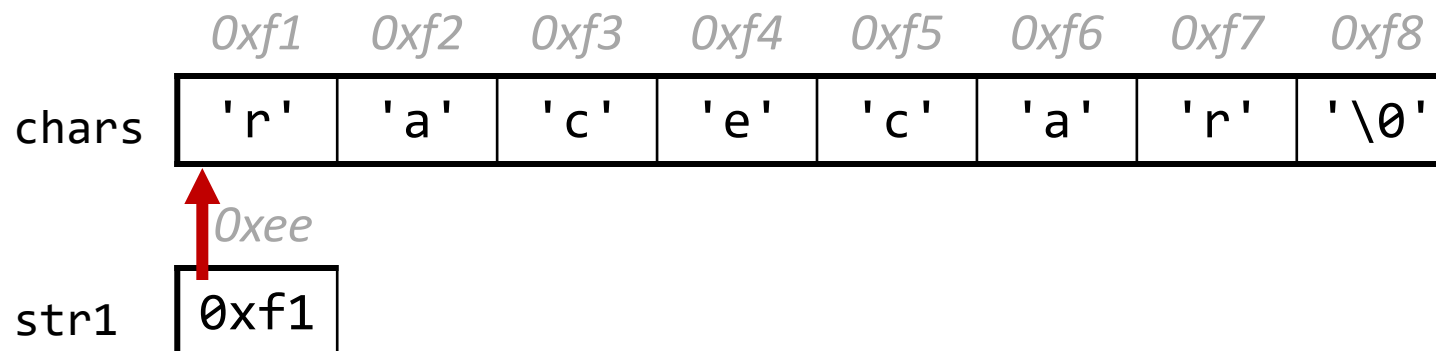 0xf1 0xf2 0xf3 0xf4 0xf5 0xf6 0xf7 0xf8
chars 'r' 'a' 'c' 'e' 'c' 'a' 'r' '\0'
0xee
str1 0xf1